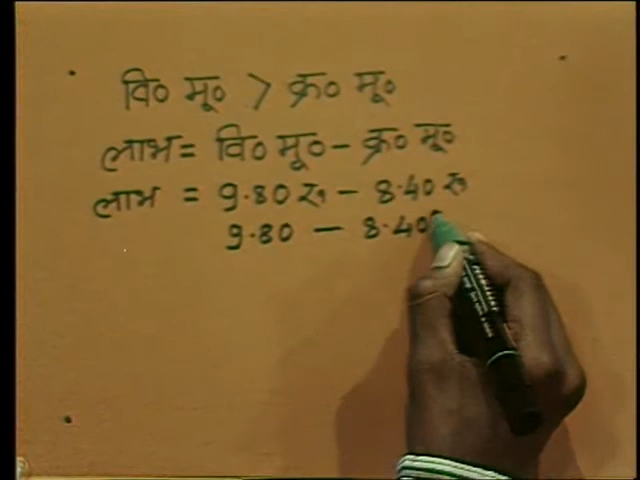 वि० मू० > क्र० मू०
लाभ = वि० मू० - क्र० मू०
लाभ = 9.80 रु - 8.40 रु
9.80 - 8.40